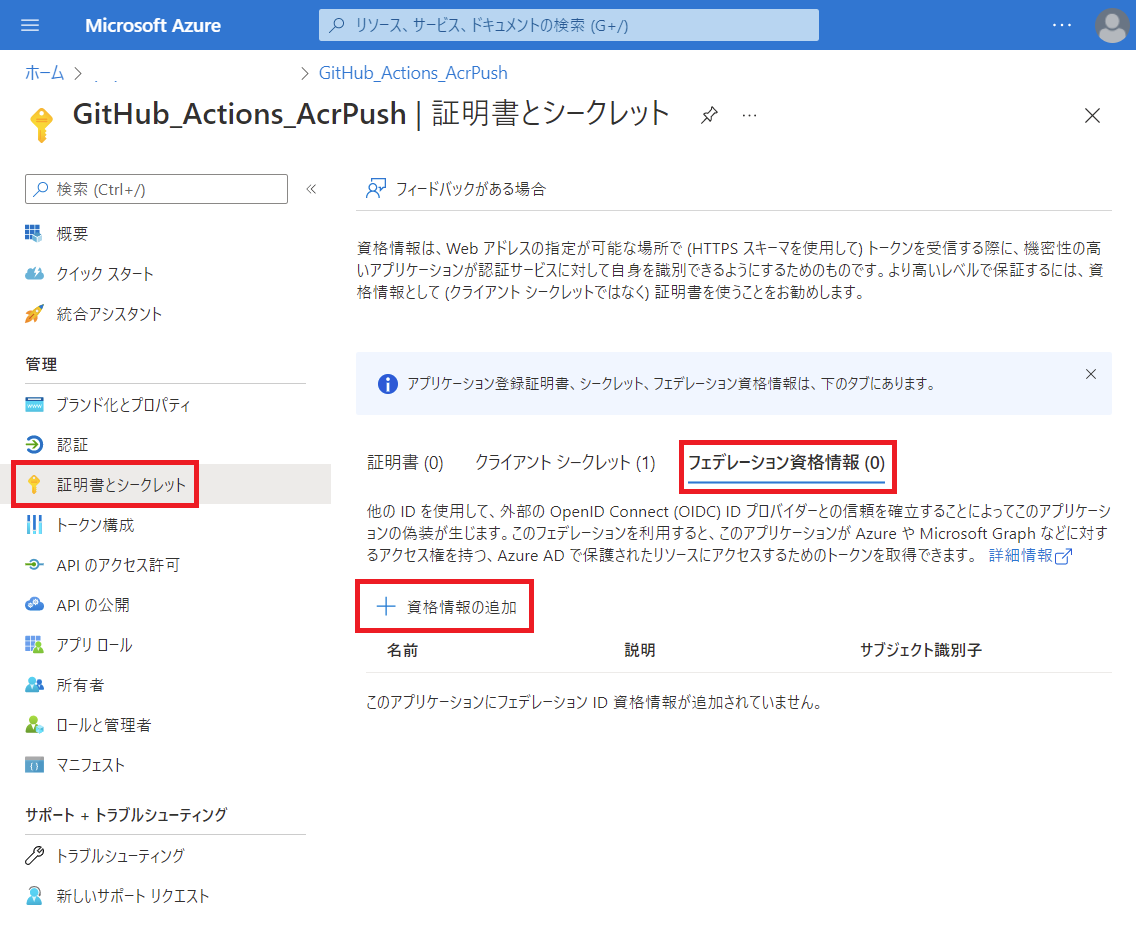 Microsoft Azure
リソース、サービス、ドキュメントの検索 (G+/)
ホーム
GitHub_Actions_AcrPush
GitHub_Actions_AcrPush | 証明書とシークレット
検索 (Ctrl+/)
概要
クイック スタート
統合アシスタント
管理
ブランド化とプロパティ
認証
証明書とシークレット
トークン構成
API のアクセス許可
API の公開
アプリ ロール
所有者
ロールと管理者
マニフェスト
サポート + トラブルシューティング
トラブルシューティング
新しいサポート リクエスト
フィードバックがある場合
資格情報は、Web アドレスの指定が可能な場所で (HTTPS スキーマを使用して) トークンを受信する際に、機密性の高
いアプリケーションが認証サービスに対して自身を識別できるようにするためのものです。より高いレベルで保証するには、資
格情報として (クライアント シークレットではなく) 証明書を使うことをお勧めします。
アプリケーション登録証明書、シークレット、フェデレーション資格情報は、下のタブにあります。
証明書 (0)
クライアント シークレット (1)
フェデレーション資格情報 (0)
他の ID を使用して、外部の OpenID Connect (OIDC) ID プロバイダーとの信頼を確立することによってこのアプリケーシ
ョンの偽装が生じます。このフェデレーションを利用すると、このアプリケーションが Azure や Microsoft Graph などに対す
るアクセス権を持つ、Azure AD で保護されたリソースにアクセスするためのトークンを取得できます。 詳細情報
資格情報の追加
名前
説明
サブジェクト識別子
このアプリケーションにフェデレーション ID 資格情報が追加されていません。